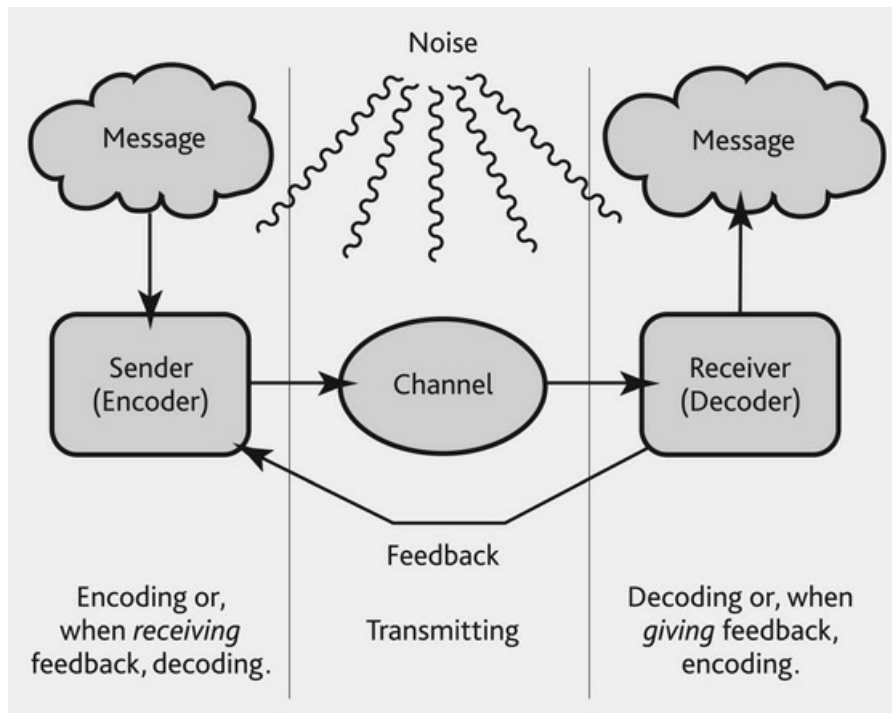 Noise
Message
Message
Sender
(Encoder)
Channel
Receiver
(Decoder)
Feedback
Encoding or,
when receiving
feedback, decoding.
Transmitting
Decoding or, when
giving feedback,
encoding.